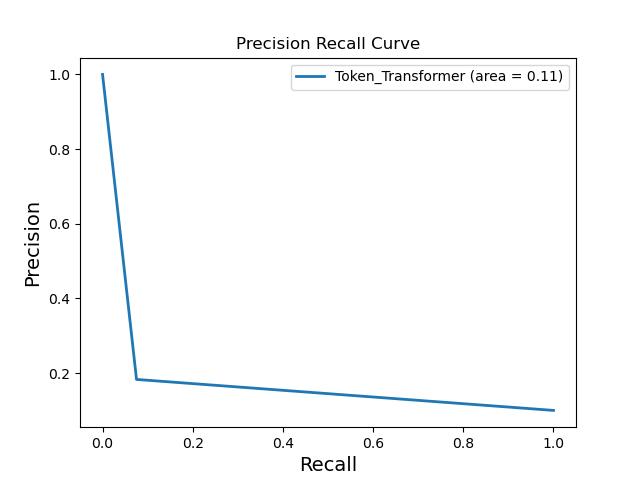 Precision Recall Curve
Token_Transformer (area = 0.11)
Precision
1.0
0.8
0.6
0.4
0.2
0.0 0.2 0.4 0.6 0.8 1.0
Recall